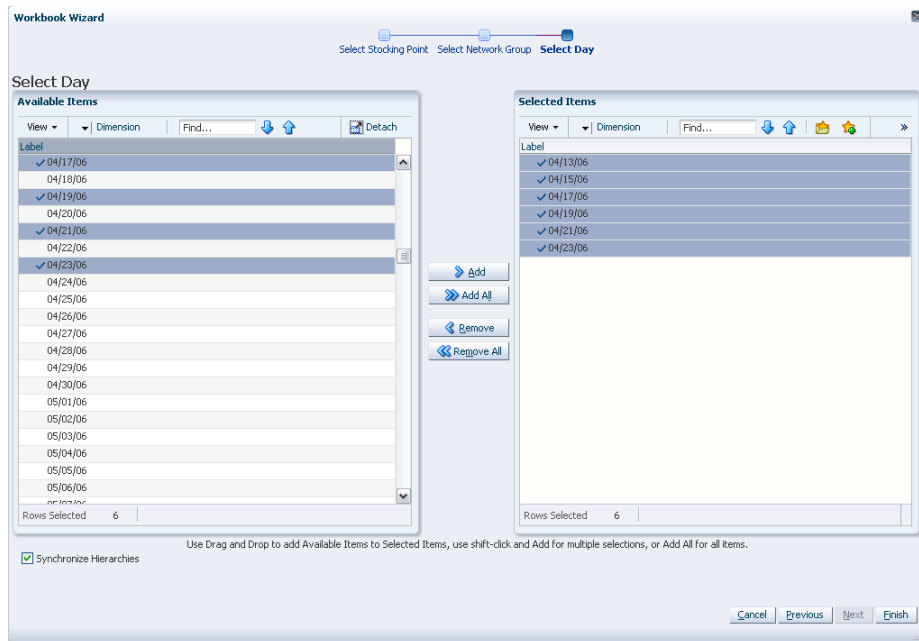 Workbook Wizard
Select Stocking Point Select Network Group Select Day
Select Day
Available Items
View Dimension Find... Detach
Label
04/17/06
04/18/06
04/19/06
04/20/06
04/21/06
04/22/06
04/23/06
04/24/06
04/25/06
04/26/06
04/27/06
04/28/06
04/29/06
04/30/06
05/01/06
05/02/06
05/03/06
05/04/06
05/05/06
05/06/06
05/07/06
Rows Selected 6
Synchronize Hierarchies
Add
Add All
Remove
Remove All
Selected Items
View Dimension Find... »
Label
04/13/06
04/15/06
04/17/06
04/19/06
04/21/06
04/23/06
Rows Selected 6
Use Drag and Drop to add Available Items to Selected Items, use shift-click and Add for multiple selections, or Add All for all items.
Cancel Previous Next Finish